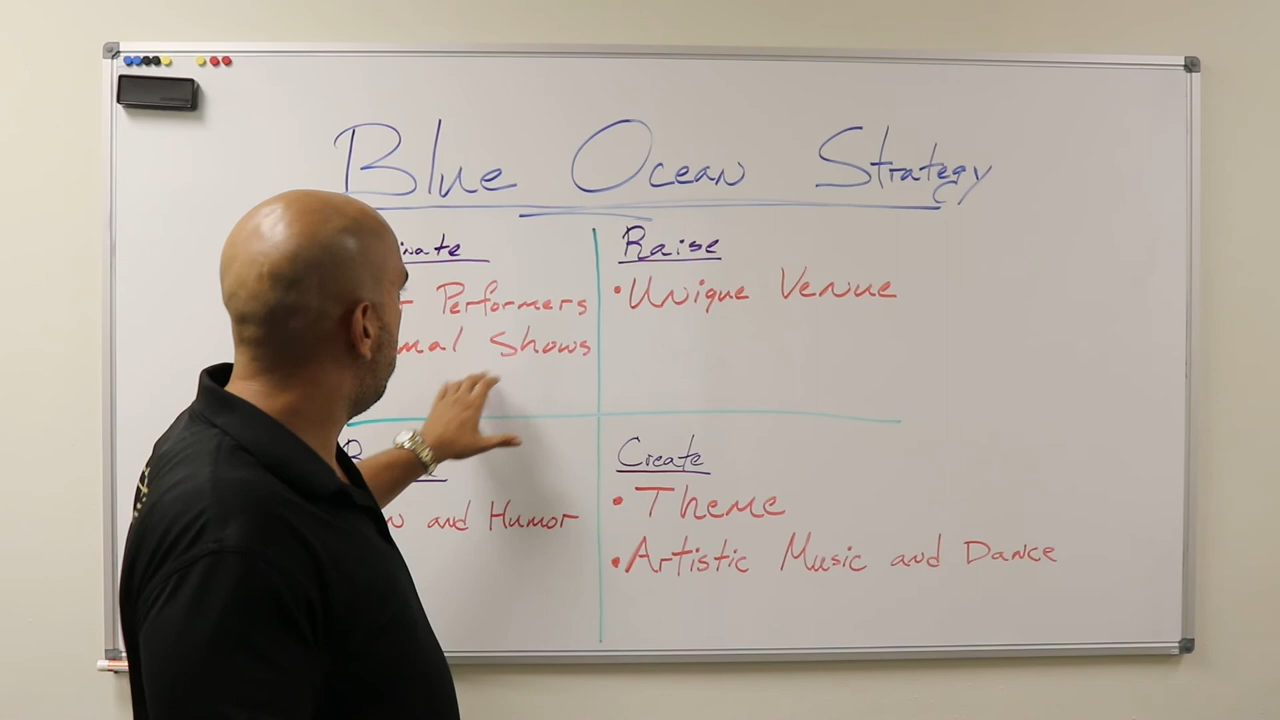 Blue Ocean Strategy
Raise
Performers
Shows
• Unique Venue
Create
and Humor
• Theme
• Artistic Music and Dance